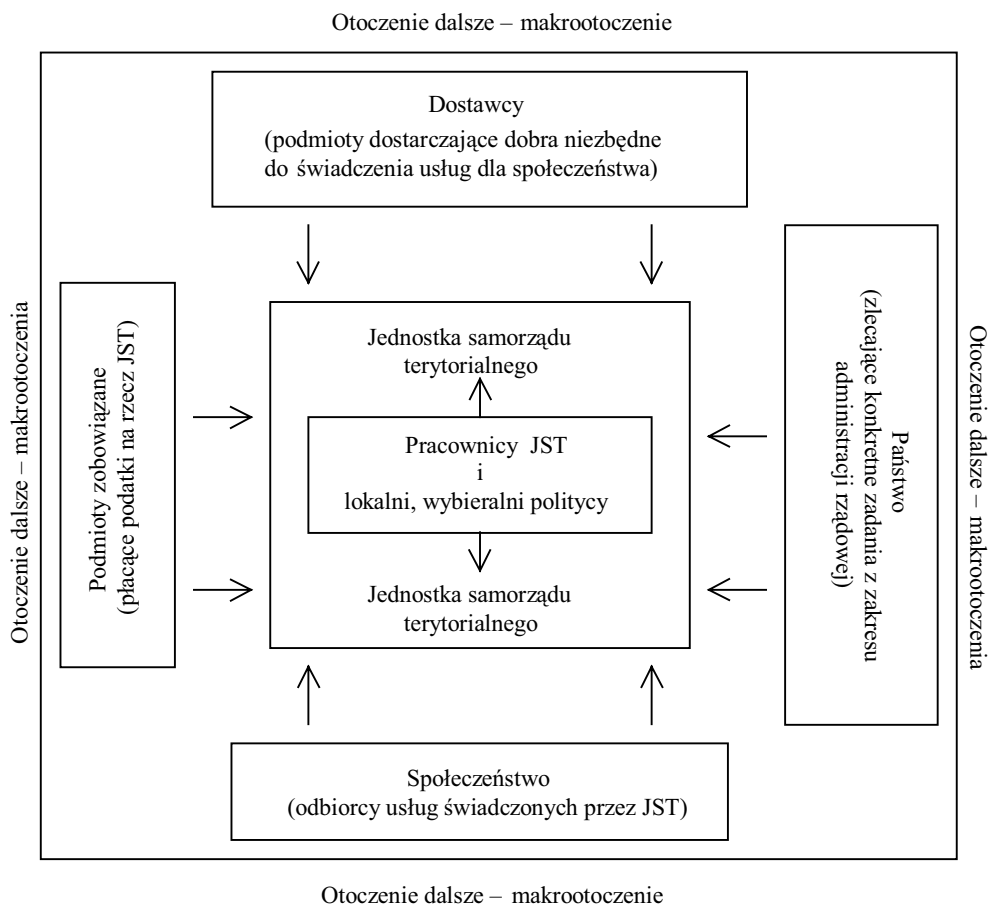 Otoczenie dalsze – makrootoczenie
Dostawcy
(podmioty dostarczające dobra niezbędne
do świadczenia usług dla społeczeństwa)
Otoczenie dalsze – makrootoczenia
Podmioty zobowiązane
(płacące podatki na rzecz JST)
Jednostka samorządu
terytorialnego
Pracownicy JST
i
lokalni, wybieralni politycy
Jednostka samorządu
terytorialnego
Państwo
(zlecające konkretne zadania z zakresu
administracji rządowej)
Otoczenie dalsze – makrootoczenia
Społeczeństwo
(odbiorcy usług świadczonych przez JST)
Otoczenie dalsze – makrootoczenie